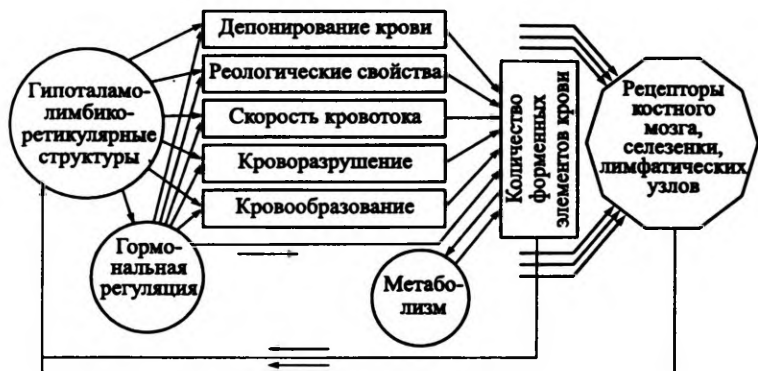 Депонирование крови
Реологические свойства
Скорость кровотока
Кроворазрушение
Кровообразование
Гипоталамо-
лимбико-
ретикулярные
структуры
Гормо-
нальная
регуляция
Метабо-
лизм
Количество
форменных
элементов крови
Рецепторы
костного
мозга,
селезенки,
лимфатических
узлов